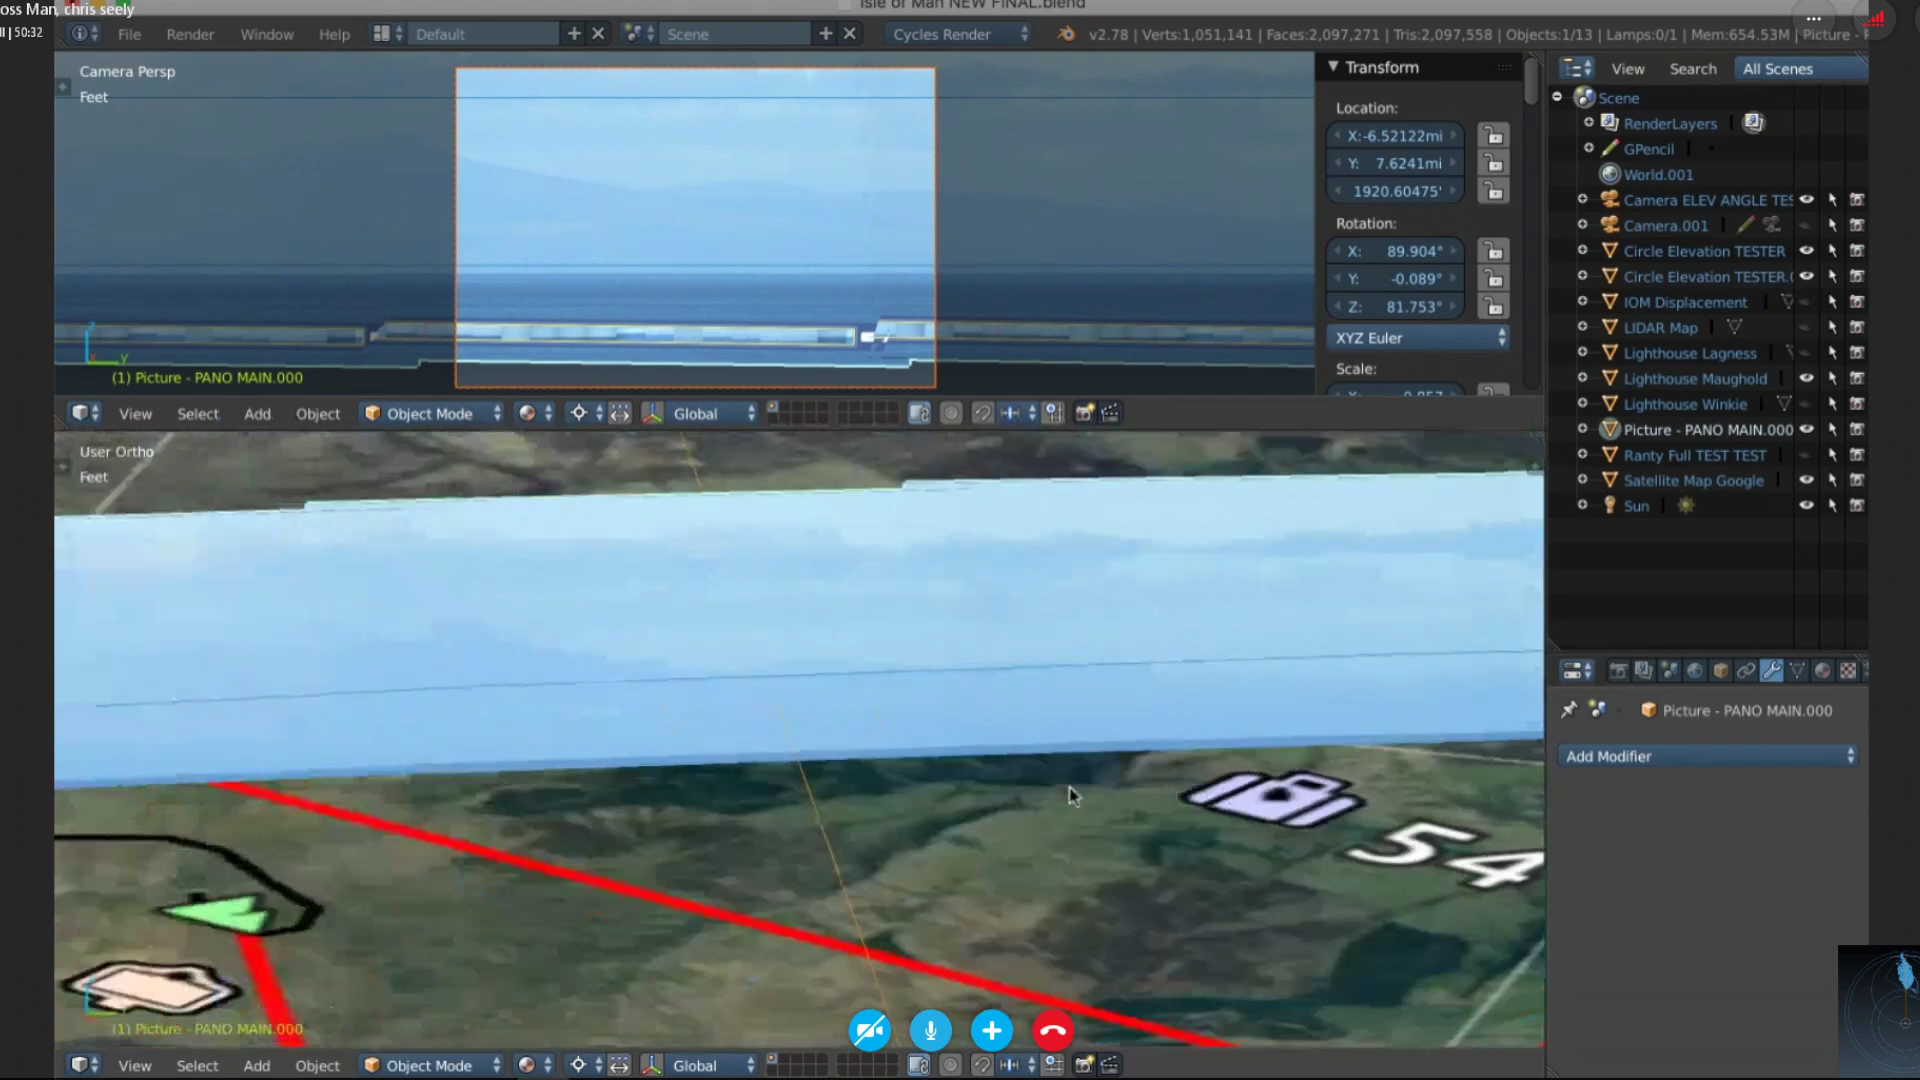 oss Man, chris seely
| 50:32
Isle of Man NEW FINAL.blend
File Render Window Help Default Scene Cycles Render v2.78 | Verts:1,051,141 | Faces:2,097,271 | Tris:2,097,558 | Objects:1/13 | Lamps:0/1 | Mem:654.53M | Picture -
Camera Persp
Feet
(1) Picture - PANO MAIN.000
Transform
Location:
X:-6.52122mi
Y: 7.6241mi
1920.60475'
Rotation:
X: 89.904°
Y: -0.089°
Z: 81.753°
XYZ Euler
Scale:
View Select Add Object Object Mode Global
View Search All Scenes
Scene
RenderLayers
GPencil
World.001
Camera ELEV ANGLE TES
Camera.001
Circle Elevation TESTER
Circle Elevation TESTER.
IOM Displacement
LIDAR Map
Lighthouse Lagness
Lighthouse Maughold
Lighthouse Winkie
Picture - PANO MAIN.000
Ranty Full TEST TEST
Satellite Map Google
Sun
Picture - PANO MAIN.000
Add Modifier
User Ortho
Feet
54
(1) Picture - PANO MAIN.000
View Select Add Object Object Mode Global